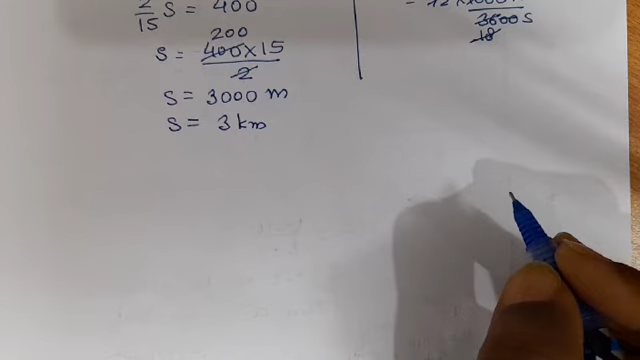 2/15 S = 400
200
S = 400 × 15 / 2
S = 3000 m
S = 3 km
3600 S
18